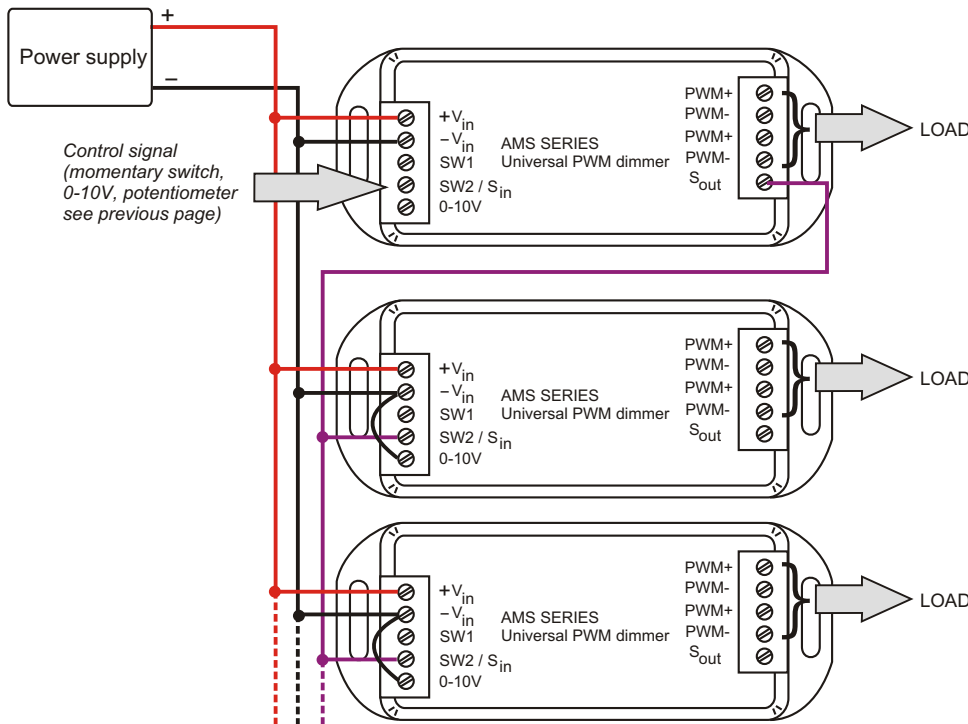 +
Power supply
−
Control signal
(momentary switch,
0-10V, potentiometer
see previous page)
+Vin
−Vin
SW1
SW2 / Sin
0-10V
AMS SERIES
Universal PWM dimmer
PWM+
PWM-
PWM+
PWM-
Sout
LOAD
+Vin
−Vin
SW1
SW2 / Sin
0-10V
AMS SERIES
Universal PWM dimmer
PWM+
PWM-
PWM+
PWM-
Sout
LOAD
+Vin
−Vin
SW1
SW2 / Sin
0-10V
AMS SERIES
Universal PWM dimmer
PWM+
PWM-
PWM+
PWM-
Sout
LOAD